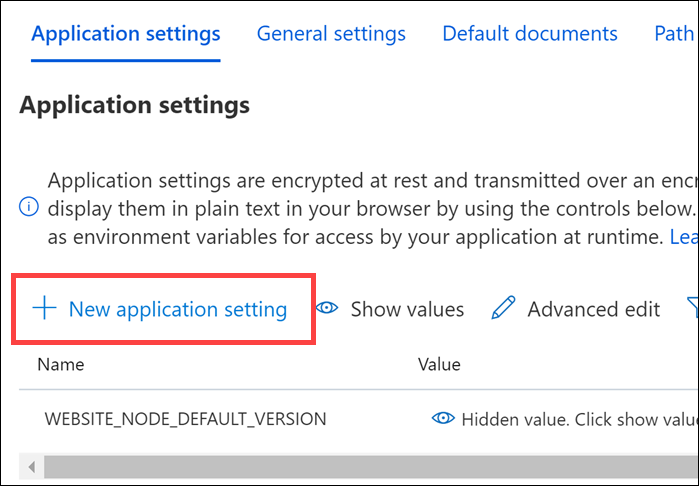 Application settings General settings Default documents Path
Application settings
Application settings are encrypted at rest and transmitted over an encr
display them in plain text in your browser by using the controls below.
as environment variables for access by your application at runtime. Lea
New application setting Show values Advanced edit
Name Value
WEBSITE_NODE_DEFAULT_VERSION Hidden value. Click show value